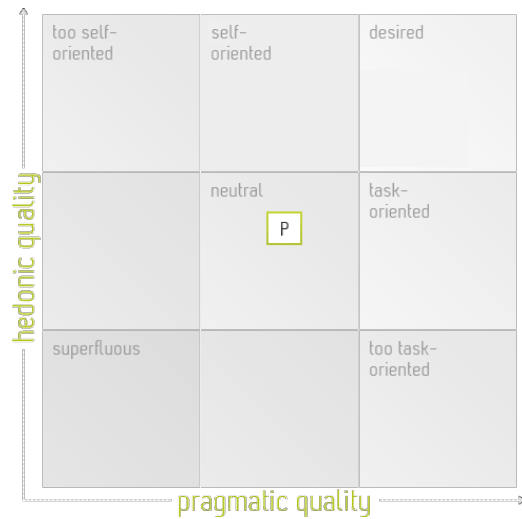 too self-
oriented
self-
oriented
desired
neutral
task-
oriented
P
superfluous
too task-
oriented
hedonic quality
pragmatic quality